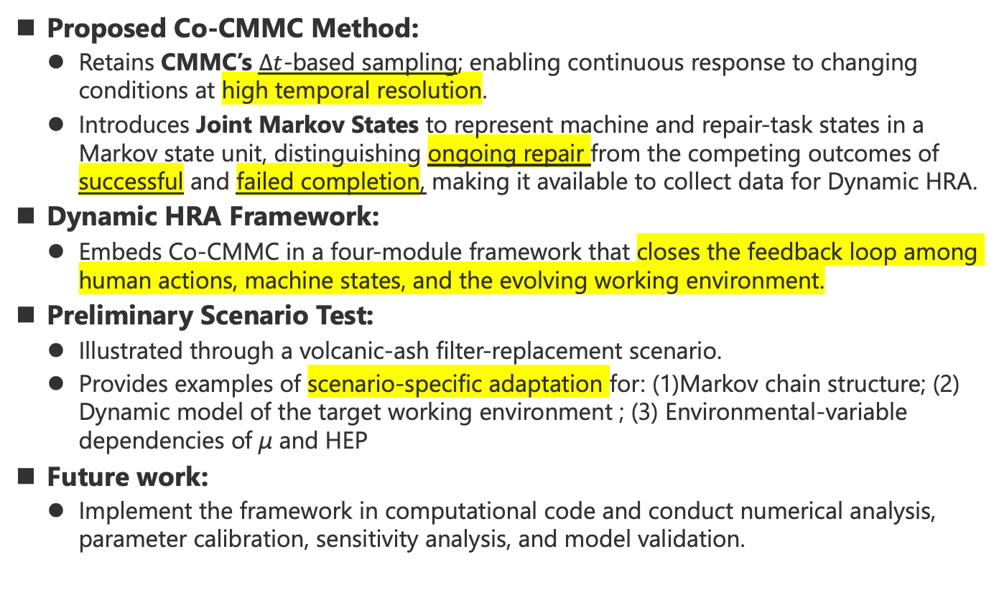 ■ Proposed Co-CMMC Method:
● Retains CMMC’s Δt-based sampling; enabling continuous response to changing
conditions at high temporal resolution.
● Introduces Joint Markov States to represent machine and repair-task states in a
Markov state unit, distinguishing ongoing repair from the competing outcomes of
successful and failed completion, making it available to collect data for Dynamic HRA.
■ Dynamic HRA Framework:
● Embeds Co-CMMC in a four-module framework that closes the feedback loop among
human actions, machine states, and the evolving working environment.
■ Preliminary Scenario Test:
● Illustrated through a volcanic-ash filter-replacement scenario.
● Provides examples of scenario-specific adaptation for: (1)Markov chain structure; (2)
Dynamic model of the target working environment ; (3) Environmental-variable
dependencies of μ and HEP
■ Future work:
● Implement the framework in computational code and conduct numerical analysis,
parameter calibration, sensitivity analysis, and model validation.